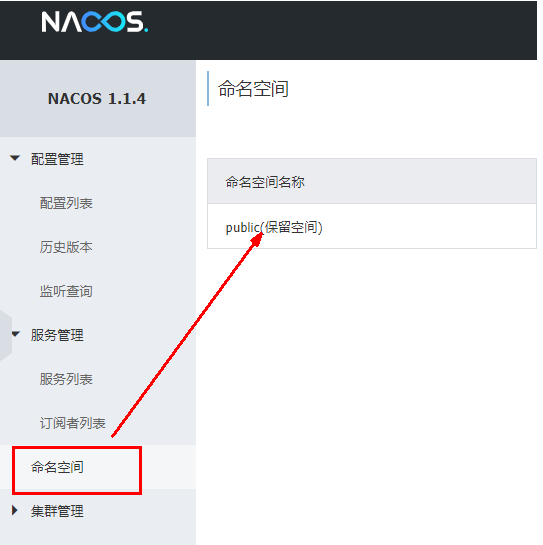 NACOS.
NACOS 1.1.4
配置管理
配置列表
历史版本
监听查询
服务管理
服务列表
订阅者列表
命名空间
集群管理
命名空间
命名空间名称
public(保留空间)